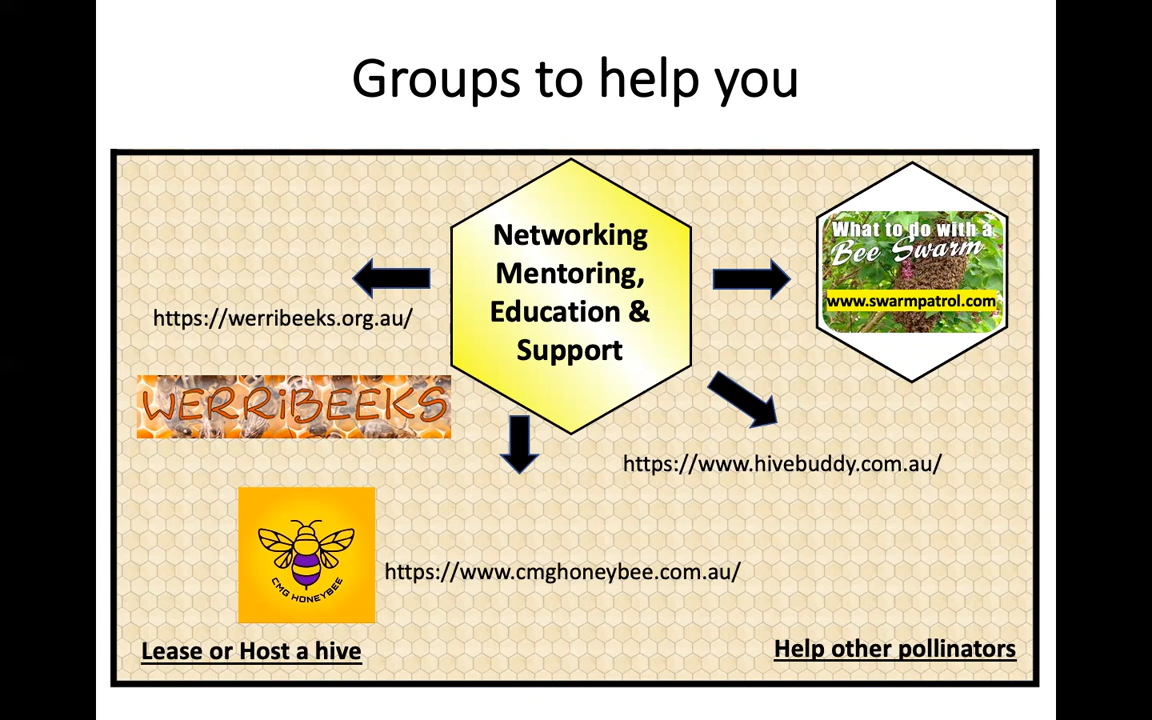 Groups to help you
Networking
Mentoring,
Education &
Support
What to do with a
Bee Swarm
www.swarmpatrol.com
https://werribeeks.org.au/
WERRiBEEKS
https://www.hivebuddy.com.au/
CMG HONEYBEE
https://www.cmghoneybee.com.au/
Lease or Host a hive
Help other pollinators